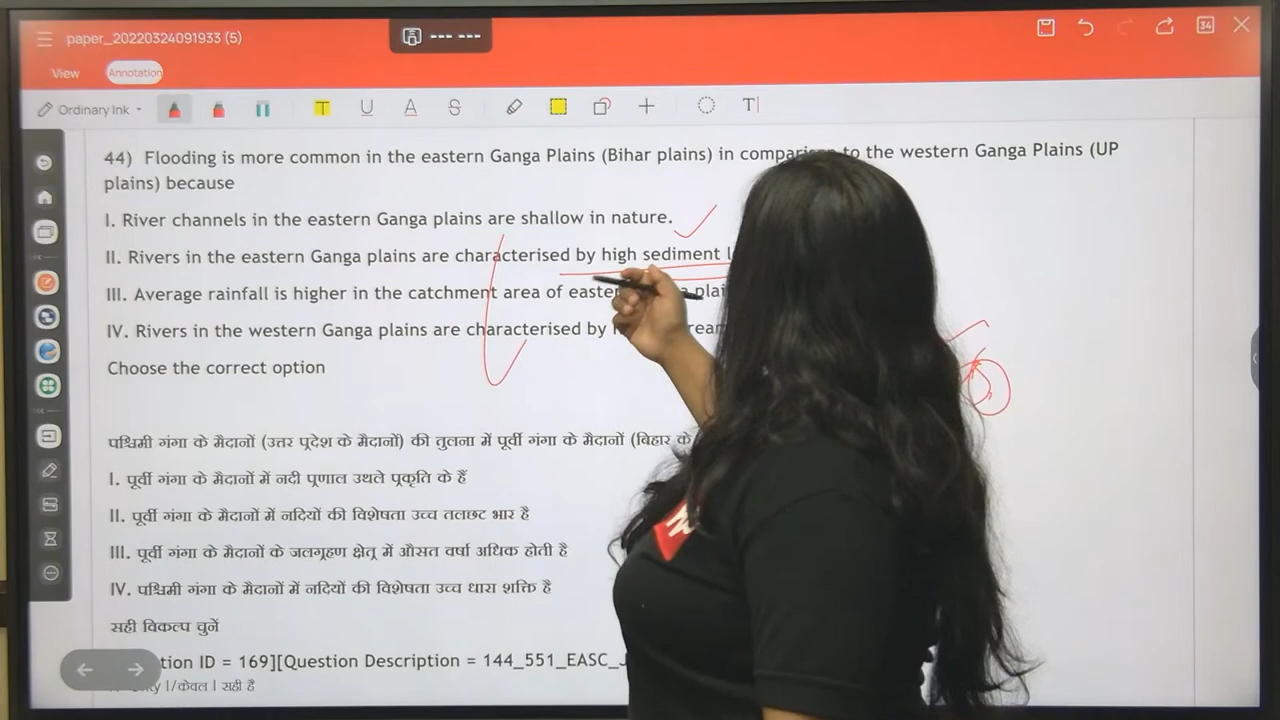 paper_20220324091933 (5)
--- ---
34
View
Annotation
Ordinary Ink
T U A S T
44) Flooding is more common in the eastern Ganga Plains (Bihar plains) in comparison to the western Ganga Plains (UP
plains) because
I. River channels in the eastern Ganga plains are shallow in nature.
II. Rivers in the eastern Ganga plains are characterised by high sediment
III. Average rainfall is higher in the catchment area of
IV. Rivers in the western Ganga plains are characterised by
Choose the correct option
पश्चिमी गंगा के मैदानों (उत्तर प्रदेश के मैदानों) की तुलना में पूर्वी गंगा के मैदानों (बिहार के
I. पूर्वी गंगा के मैदानों में नदी प्रणाल उथले प्रकृति के हैं
II. पूर्वी गंगा के मैदानों में नदियों की विशेषता उच्च तलछट भार है
III. पूर्वी गंगा के मैदानों के जलग्रहण क्षेत्र में औसत वर्षा अधिक होती है
IV. पश्चिमी गंगा के मैदानों में नदियों की विशेषता उच्च धारा शक्ति है
सही विकल्प चुनें
ID = 169][Question Description =
I/केवल I सही है